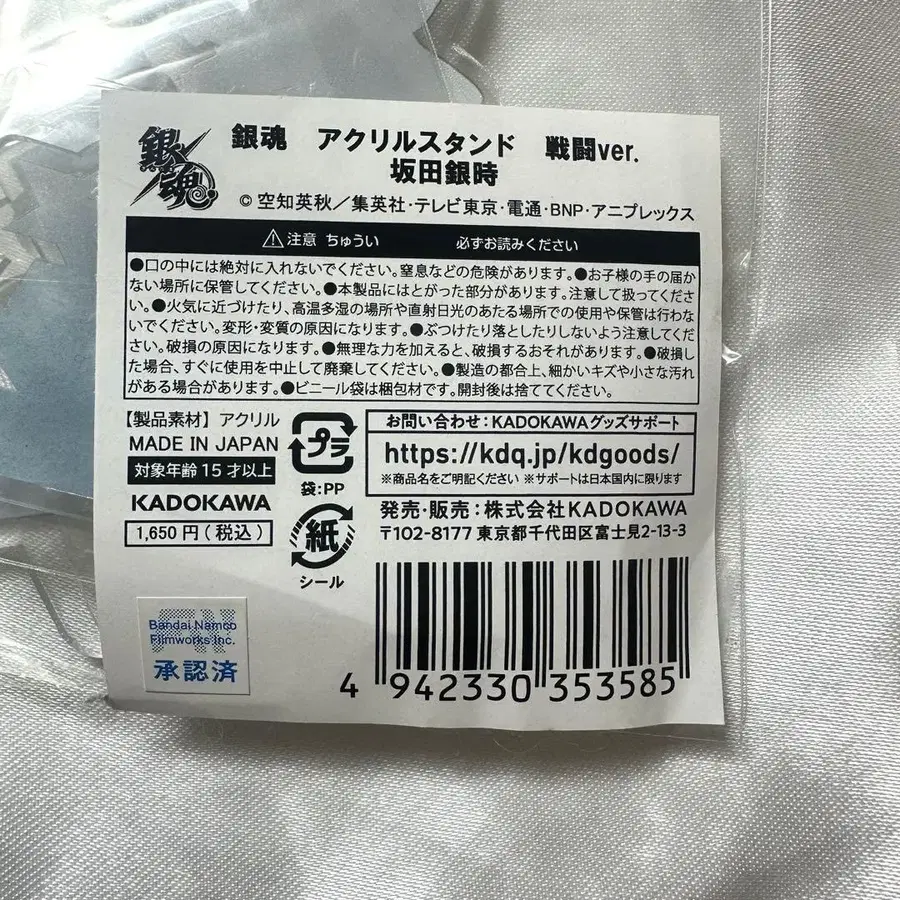 銀魂
銀魂 アクリルスタンド 戦闘ver.
坂田銀時
© 空知英秋/集英社・テレビ東京・電通・BNP・アニプレックス
⚠注意 ちゅうい 必ずお読みください
●口の中には絶対に入れないでください。窒息などの危険があります。●お子様の手の届か
ない場所に保管してください。●本製品にはとがった部分があります。注意して扱ってくださ
い。●火気に近づけたり、高温多湿の場所や直射日光のあたる場所での使用や保管は行わな
いでください。変形・変質の原因になります。●ぶつけたり落としたりしないよう注意してくだ
さい。破損の原因になります。●無理な力を加えると、破損するおそれがあります。●破損し
た場合、すぐに使用を中止して廃棄してください。●製造の都合上、細かいキズや小さな汚れ
がある場合があります。●ビニール袋は梱包材です。開封後は捨ててください。
【製品素材】アクリル
MADE IN JAPAN
対象年齢15才以上
KADOKAWA
1,650円(税込)
プラ
袋:PP
紙
シール
お問い合わせ:KADOKAWAグッズサポート
https://kdq.jp/kdgoods/
※商品名をご明記ください ※サポートは日本国内に限ります
発売・販売:株式会社KADOKAWA
〒102-8177 東京都千代田区富士見2-13-3
Bandai Namco
Filmworks Inc.
承認済
4 942330 353585